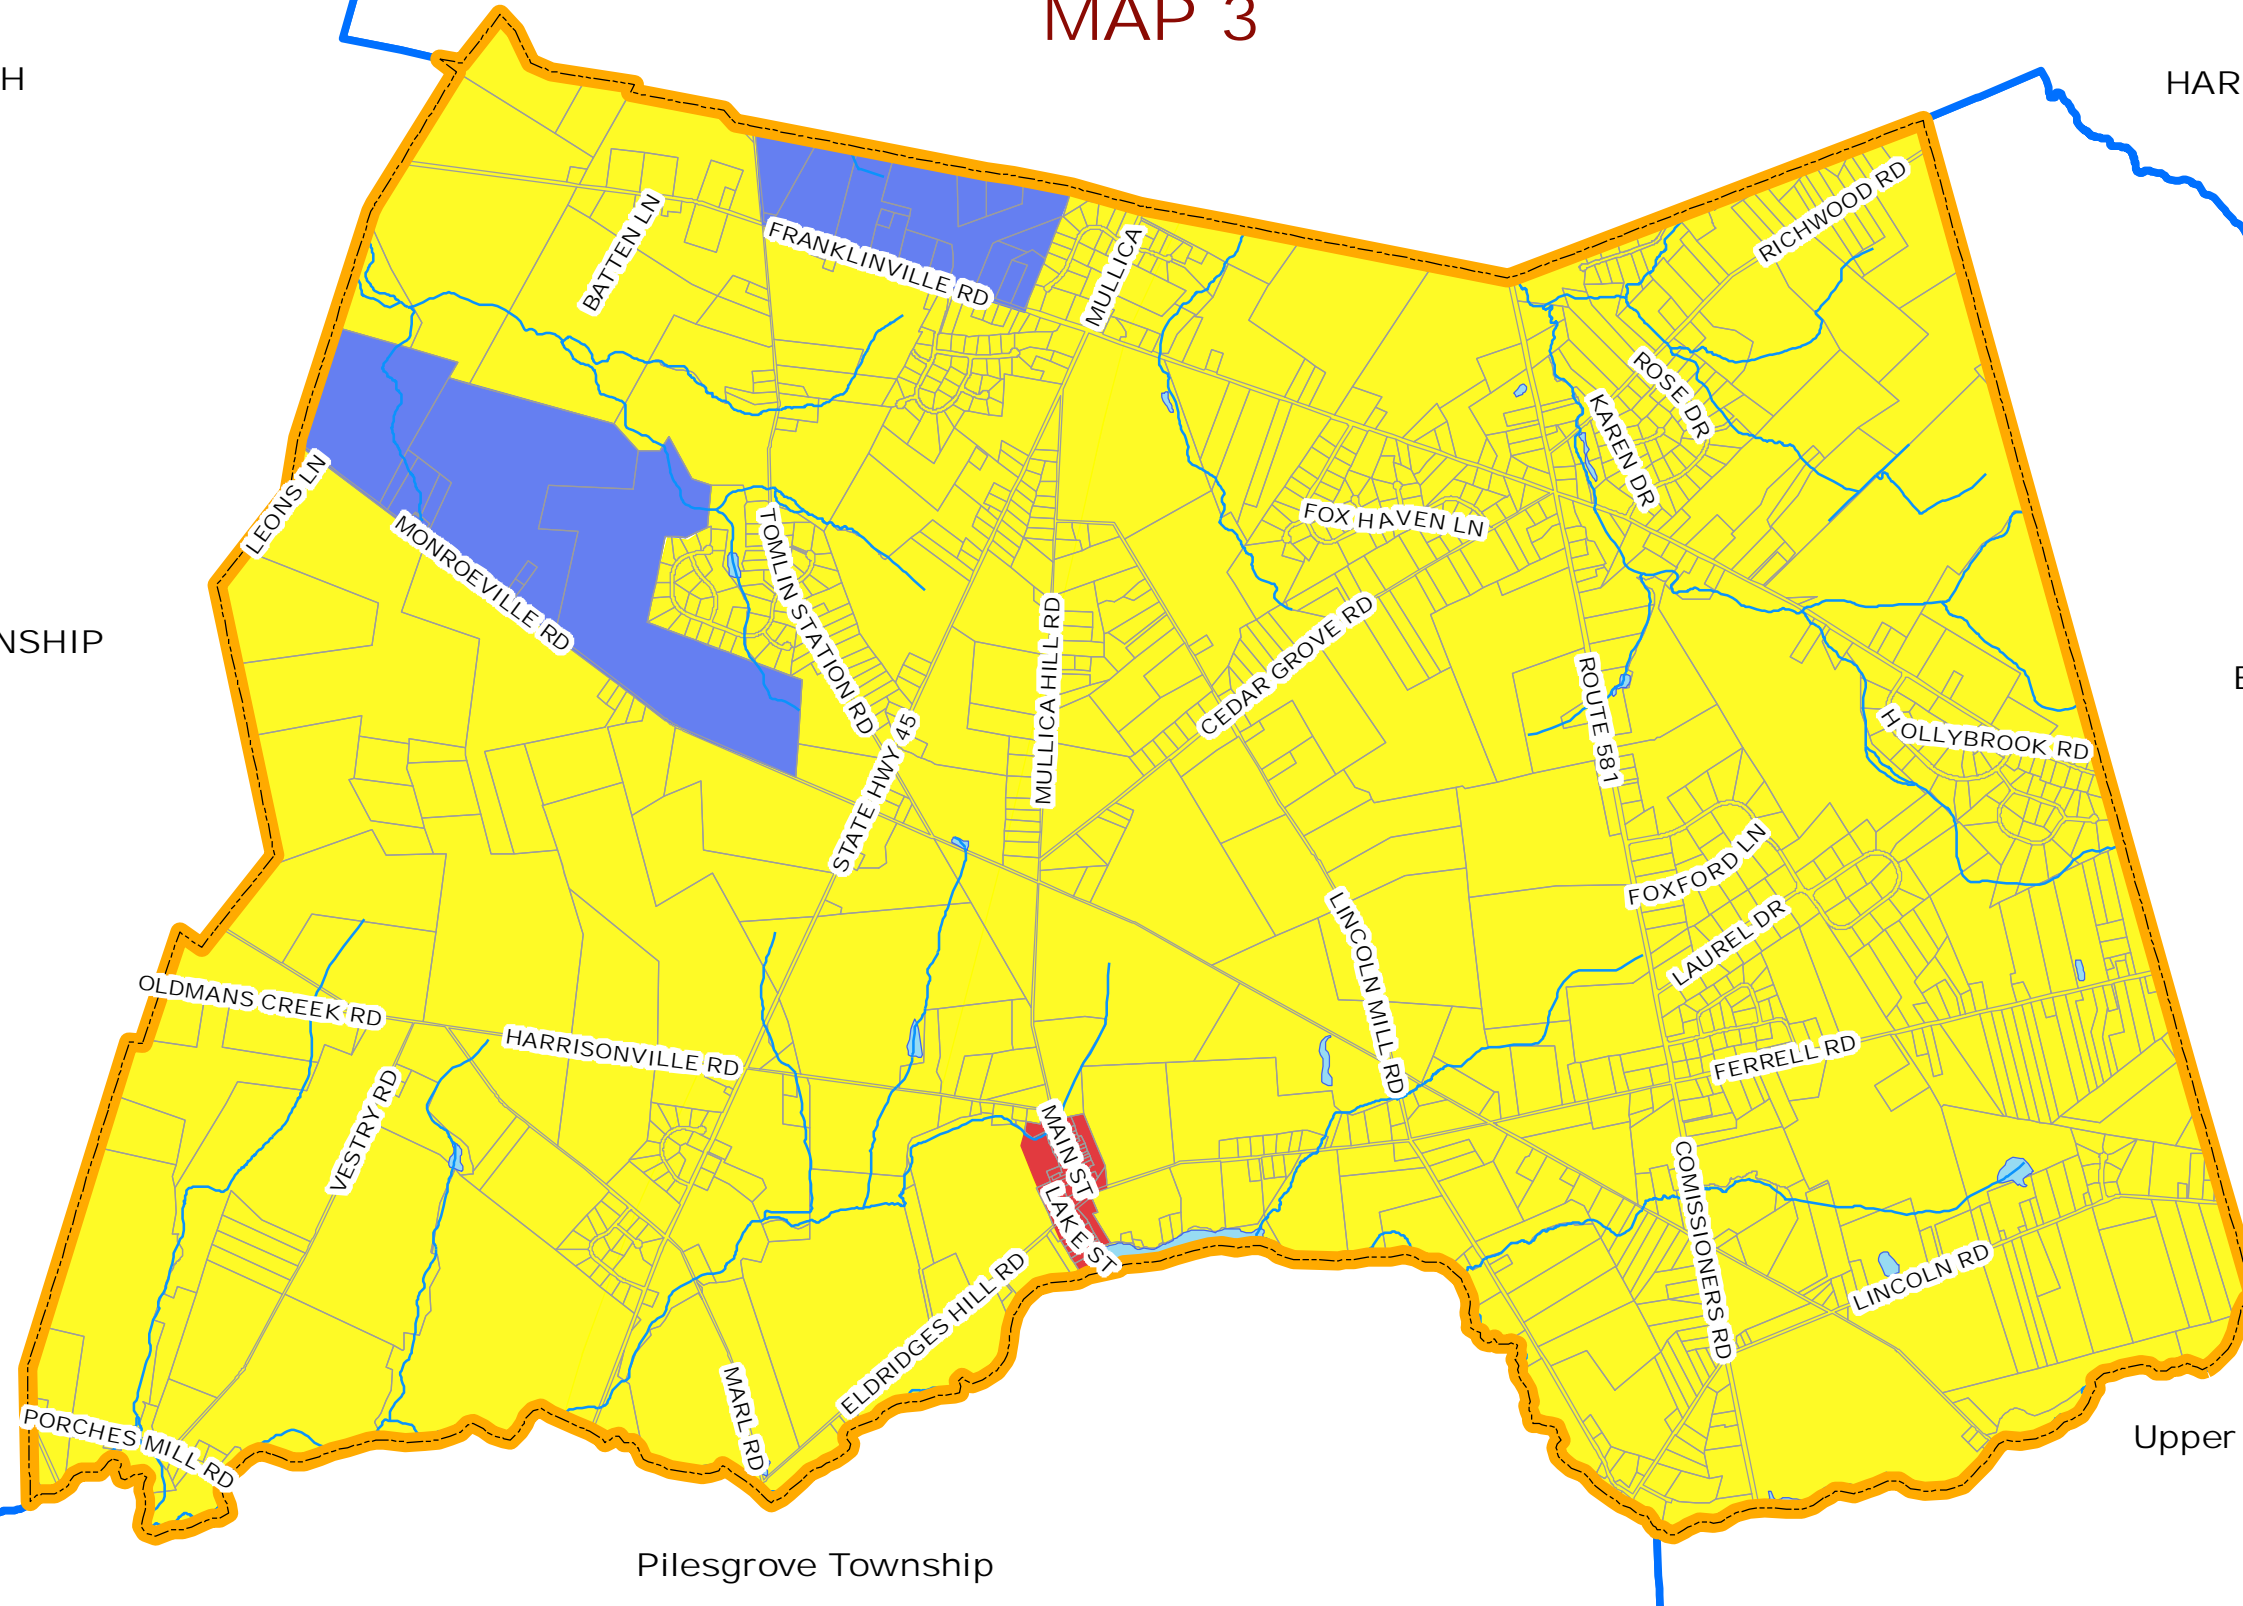 MAP 3
H
HAR
RICHWOOD RD
BATTEN LN
FRANKLINVILLE RD
MULLICA
ROSE DR
KAREN DR
LEONS LN
MONROEVILLE RD
TOMLIN STATION RD
FOX HAVEN LN
NSHIP
MULLICA HILL RD
CEDAR GROVE RD
ROUTE 581
E
HOLLYBROOK RD
STATE HWY 45
FOXFORD LN
LAUREL DR
LINCOLN MILL RD
OLDMANS CREEK RD
HARRISONVILLE RD
FERRELL RD
VESTRY RD
MAIN ST
LAKE ST
COMISSIONERS RD
LINCOLN RD
ELDRIDGES HILL RD
MARL RD
PORCHES MILL RD
Upper
Pilesgrove Township